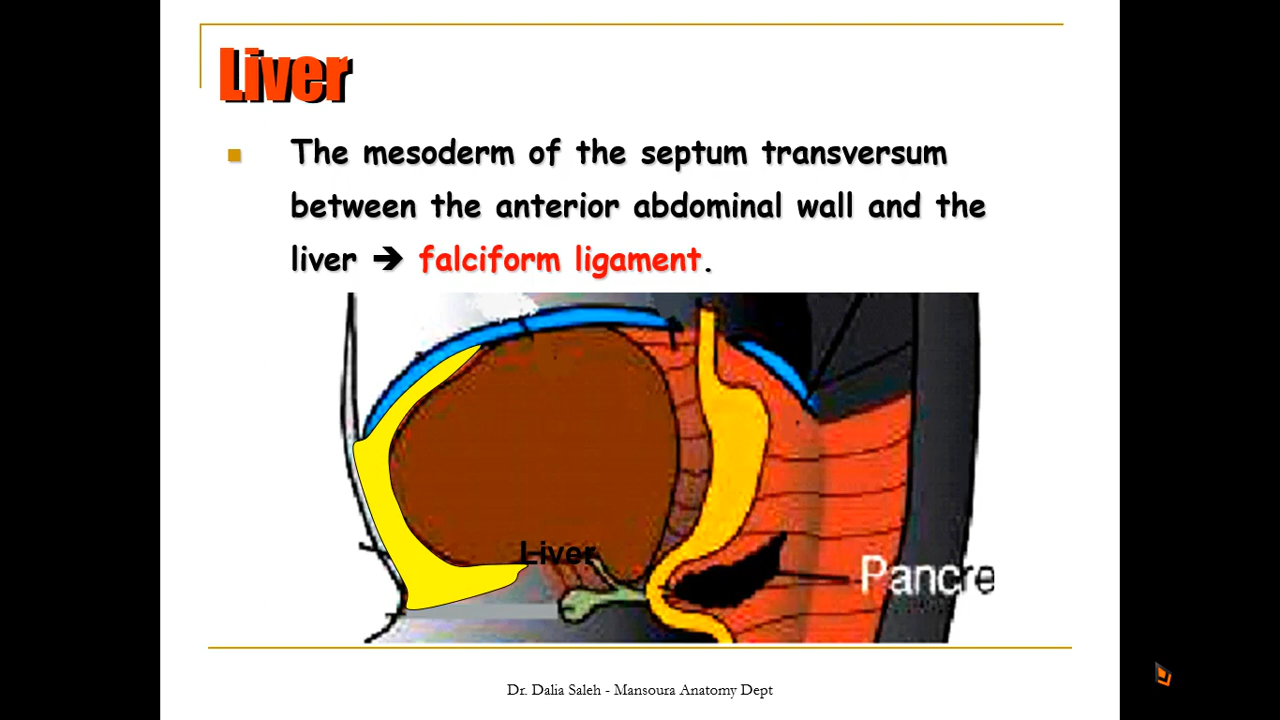 Liver
The mesoderm of the septum transversum
between the anterior abdominal wall and the
liver ➔ falciform ligament.
Liver
Pancre
Dr. Dalia Saleh - Mansoura Anatomy Dept